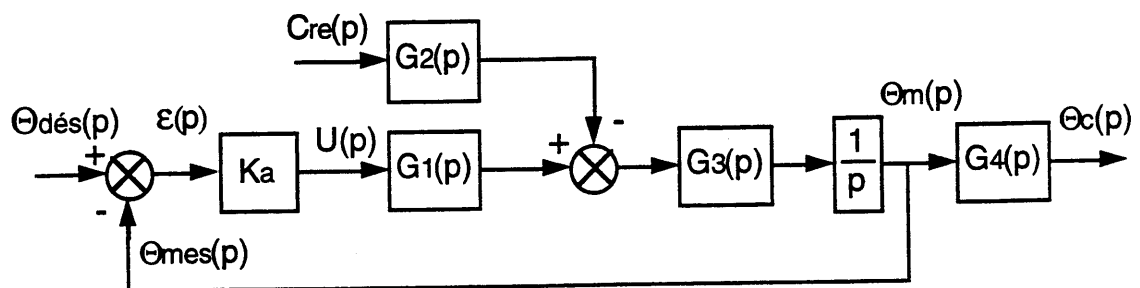 Cre(p)
G2(p)
Θdés(p)
+
-
ε(p)
Ka
U(p)
G1(p)
+
-
G3(p)
1
p
Θm(p)
G4(p)
Θc(p)
Θmes(p)